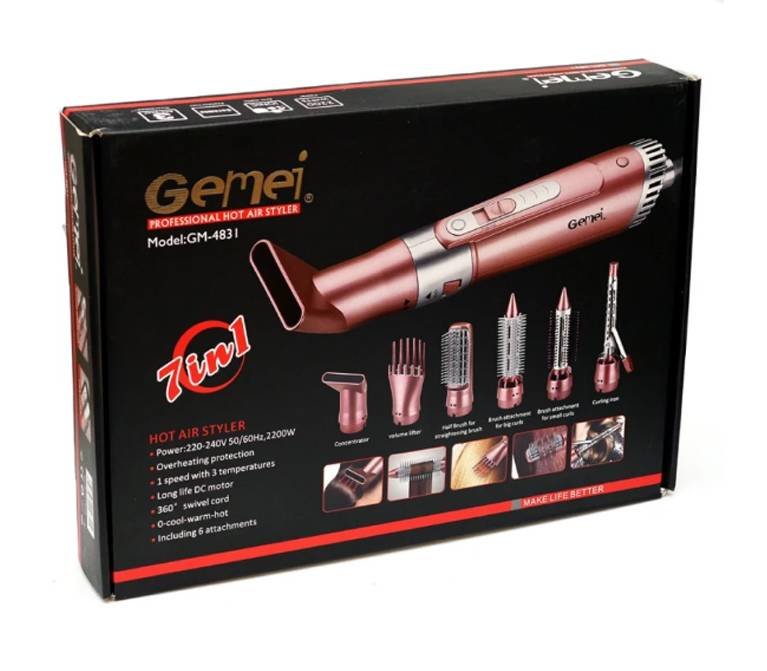 Gemei
2200
3
Gemei®
PROFESSIONAL HOT AIR STYLER
Model:GM-4831
Gemei
7in1
HOT AIR STYLER
• Power:220-240V 50/60Hz,2200W
• Overheating protection
• 1 speed with 3 temperatures
• Long life DC motor
• 360° swivel cord
• 0-cool-warm-hot
• Including 6 attachments
Concentrator
volume lifter
Half Brush for
straightening brush
Brush attachment
for big curls
Brush attachment
for small curls
Curling iron
MAKE LIFE BETTER